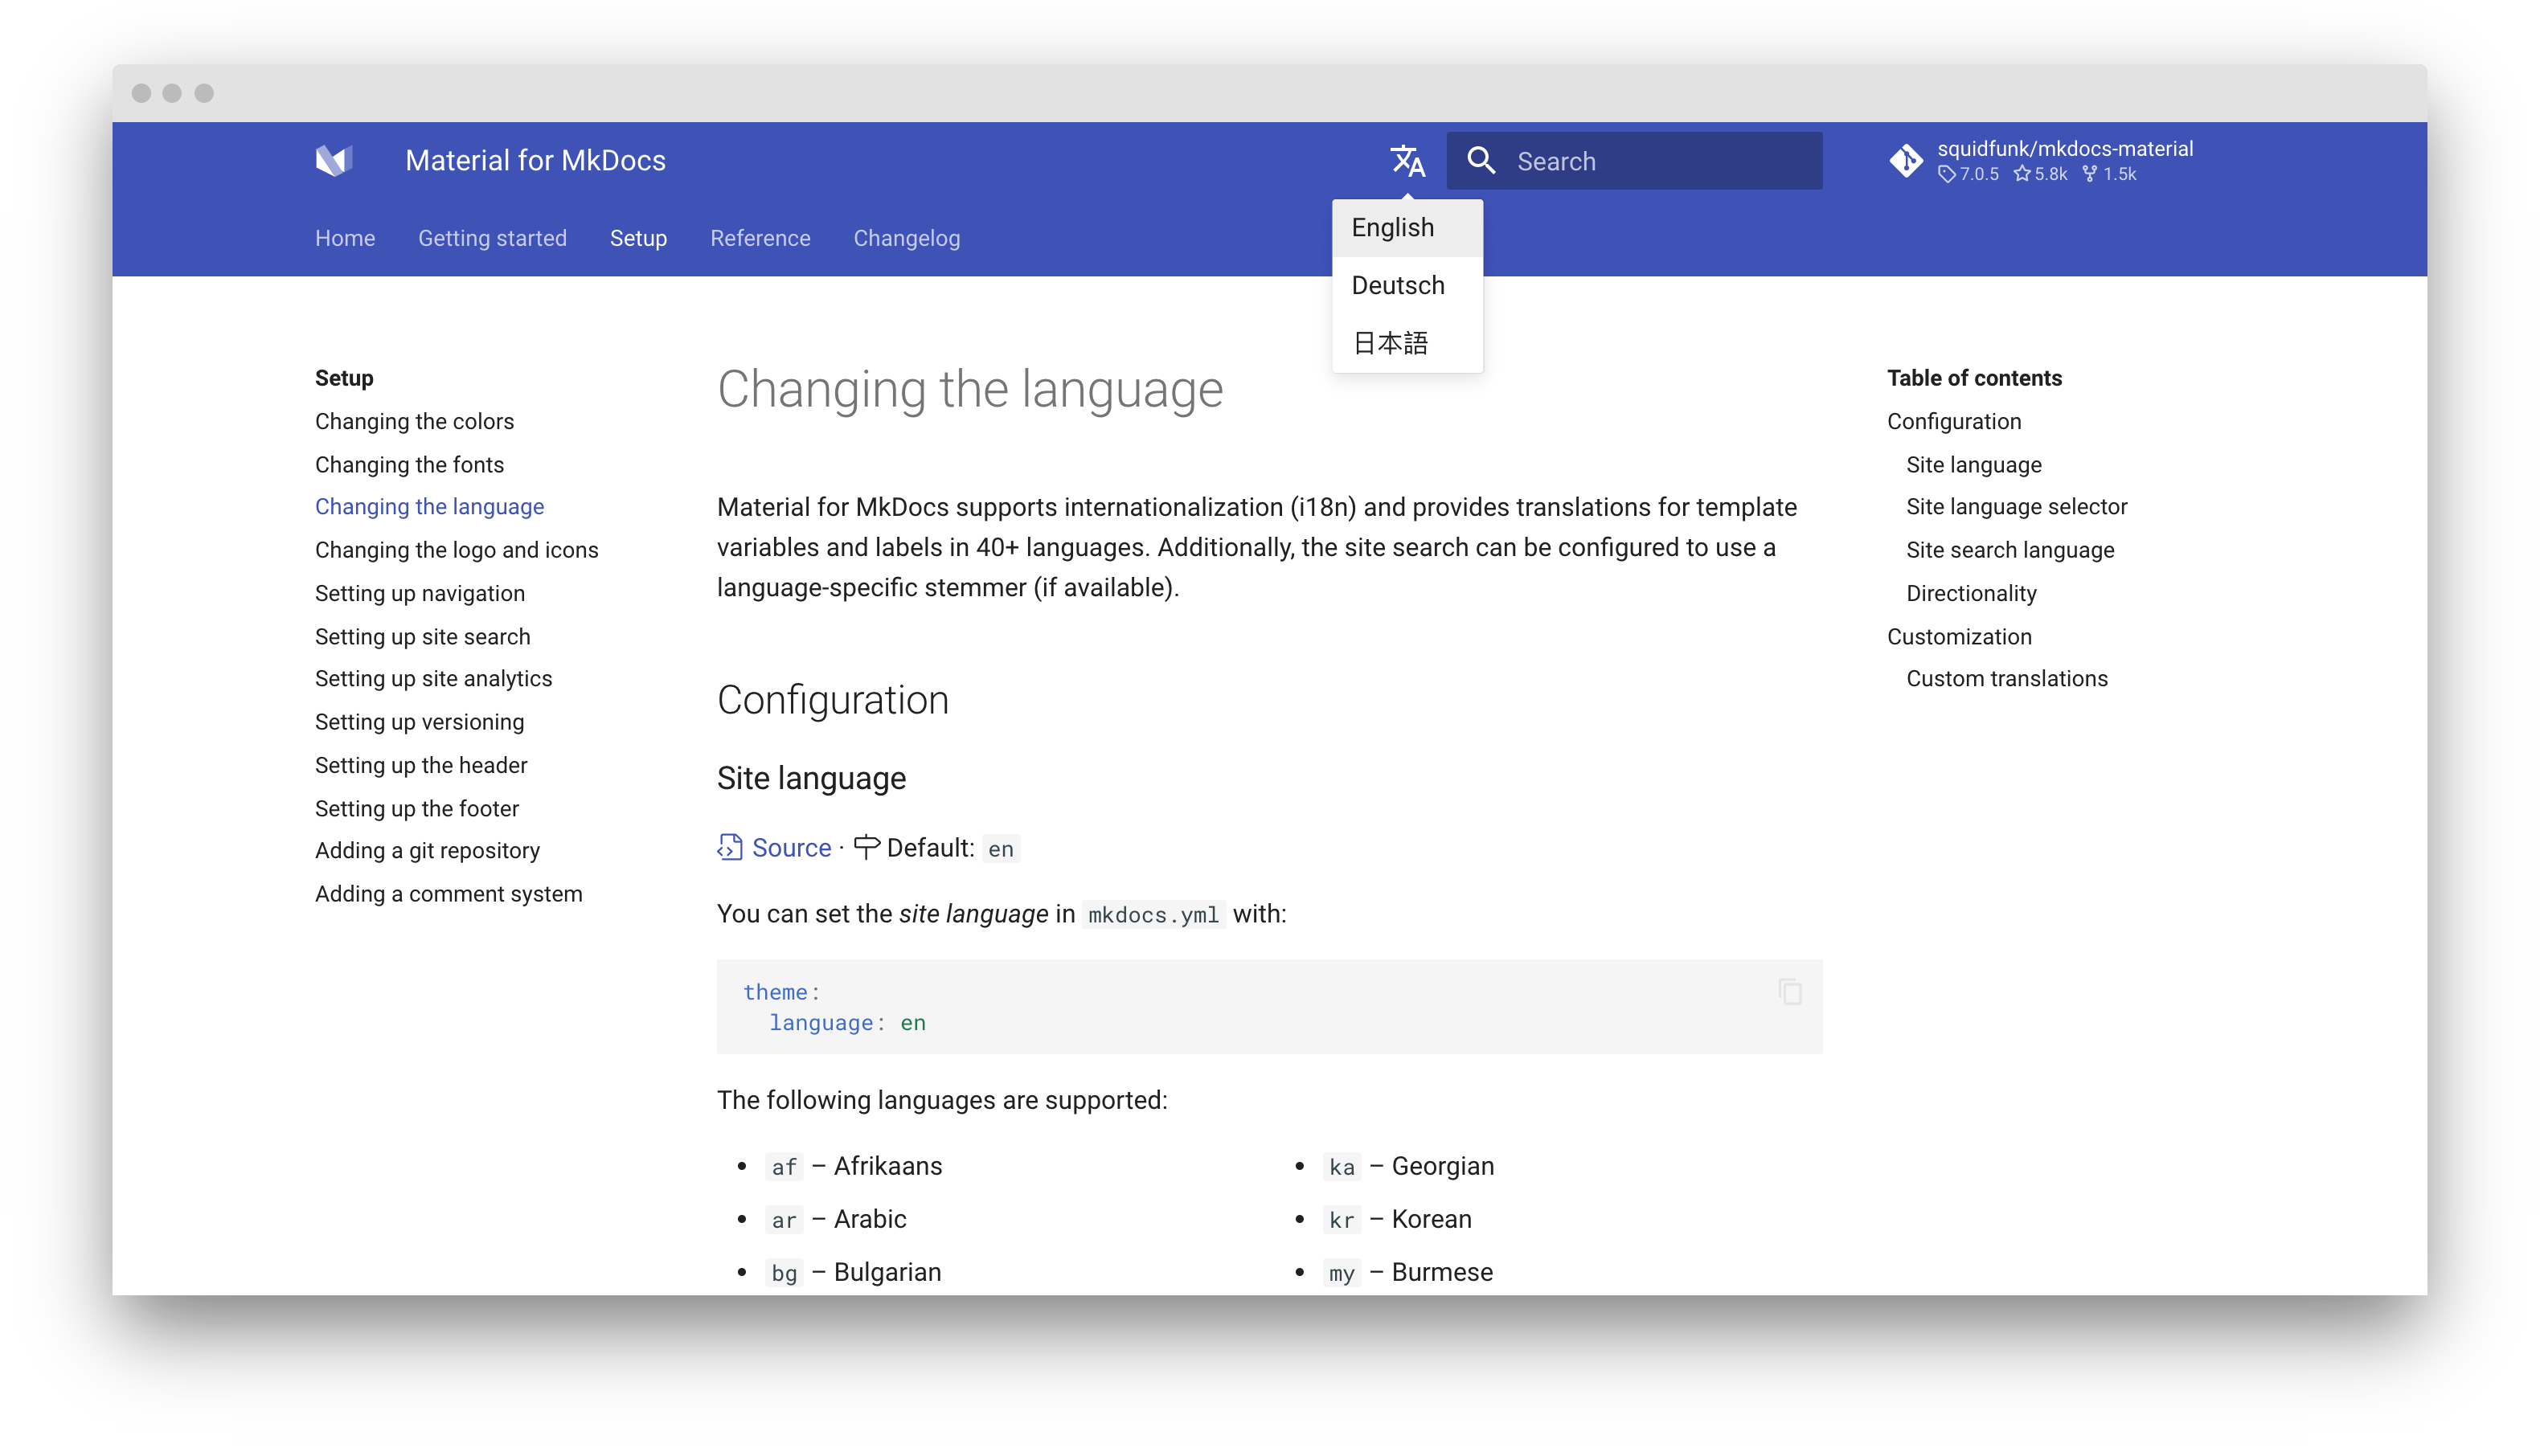 Material for MkDocs
Search
squidfunk/mkdocs-material
7.0.5 5.8k 1.5k
Home Getting started Setup Reference Changelog
English
Deutsch
日本語
Setup
Changing the colors
Changing the fonts
Changing the language
Changing the logo and icons
Setting up navigation
Setting up site search
Setting up site analytics
Setting up versioning
Setting up the header
Setting up the footer
Adding a git repository
Adding a comment system
Changing the language
Material for MkDocs supports internationalization (i18n) and provides translations for template
variables and labels in 40+ languages. Additionally, the site search can be configured to use a
language-specific stemmer (if available).
Configuration
Site language
Source · Default: en
You can set the site language in mkdocs.yml with:
theme:
  language: en
The following languages are supported:
• af – Afrikaans
• ar – Arabic
• bg – Bulgarian
• ka – Georgian
• kr – Korean
• my – Burmese
Table of contents
Configuration
Site language
Site language selector
Site search language
Directionality
Customization
Custom translations